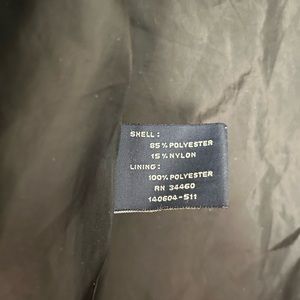 SHELL:
85% POLYESTER
15% NYLON
LINING:
100% POLYESTER
RN 34460
140604-511